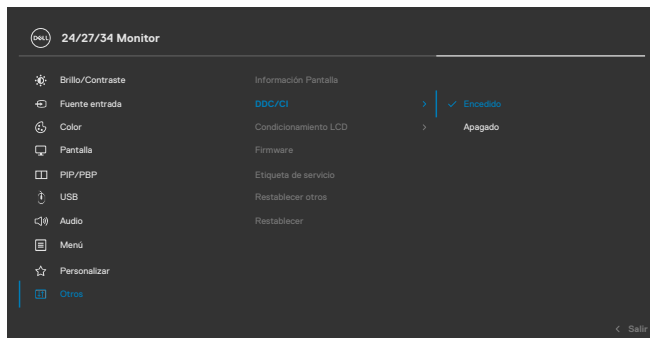 DELL 24/27/34 Monitor
Brillo/Contraste
Información Pantalla
Fuente entrada
DDC/CI
Encedido
Color
Condicionamiento LCD
Apagado
Pantalla
Firmware
PIP/PBP
Etiqueta de servicio
USB
Restablecer otros
Audio
Restablecer
Menú
Personalizar
Otros
Salir